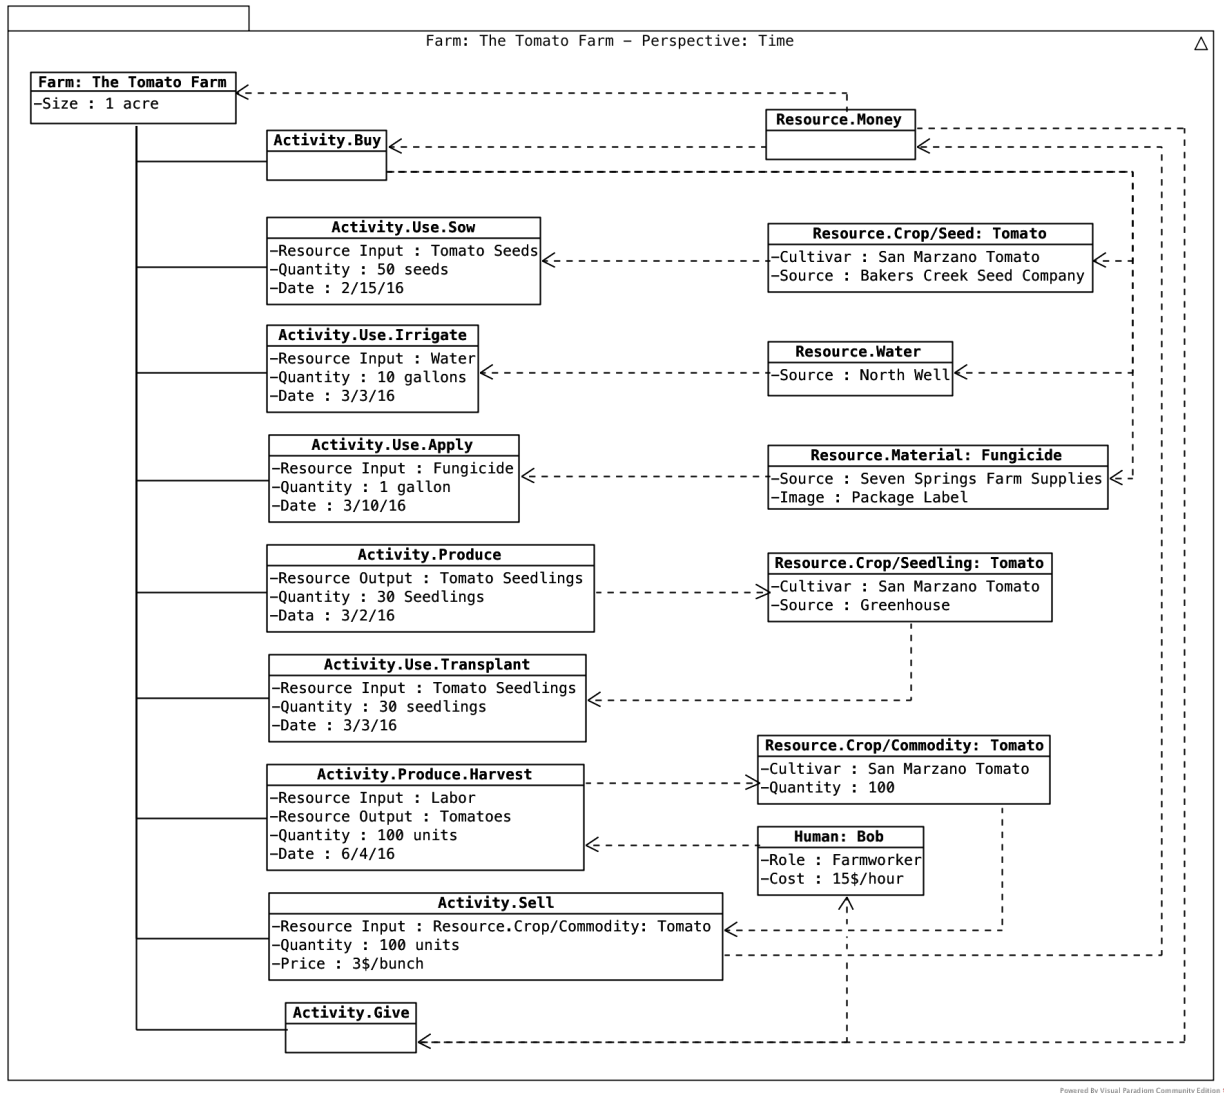 Farm: The Tomato Farm – Perspective: Time
Farm: The Tomato Farm
–Size : 1 acre
Resource.Money
Activity.Buy
Activity.Use.Sow
–Resource Input : Tomato Seeds
–Quantity : 50 seeds
–Date : 2/15/16
Resource.Crop/Seed: Tomato
–Cultivar : San Marzano Tomato
–Source : Bakers Creek Seed Company
Activity.Use.Irrigate
–Resource Input : Water
–Quantity : 10 gallons
–Date : 3/3/16
Resource.Water
–Source : North Well
Activity.Use.Apply
–Resource Input : Fungicide
–Quantity : 1 gallon
–Date : 3/10/16
Resource.Material: Fungicide
–Source : Seven Springs Farm Supplies
–Image : Package Label
Activity.Produce
–Resource Output : Tomato Seedlings
–Quantity : 30 Seedlings
–Data : 3/2/16
Resource.Crop/Seedling: Tomato
–Cultivar : San Marzano Tomato
–Source : Greenhouse
Activity.Use.Transplant
–Resource Input : Tomato Seedlings
–Quantity : 30 seedlings
–Date : 3/3/16
Resource.Crop/Commodity: Tomato
–Cultivar : San Marzano Tomato
–Quantity : 100
Activity.Produce.Harvest
–Resource Input : Labor
–Resource Output : Tomatoes
–Quantity : 100 units
–Date : 6/4/16
Human: Bob
–Role : Farmworker
–Cost : 15$/hour
Activity.Sell
–Resource Input : Resource.Crop/Commodity: Tomato
–Quantity : 100 units
–Price : 3$/bunch
Activity.Give
Powered By Visual Paradigm Community Edition